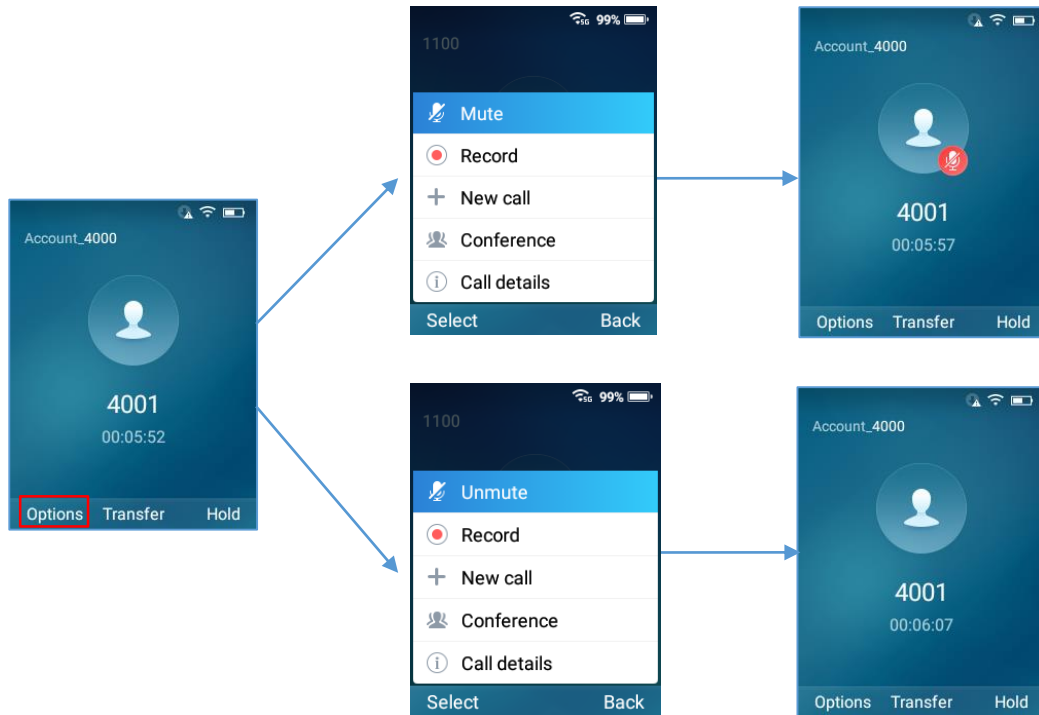 Account_4000
4001
00:05:52
Options Transfer Hold
5G 99%
1100
Mute
Record
New call
Conference
Call details
Select Back
Account_4000
4001
00:05:57
Options Transfer Hold
5G 99%
1100
Unmute
Record
New call
Conference
Call details
Select Back
Account_4000
4001
00:06:07
Options Transfer Hold